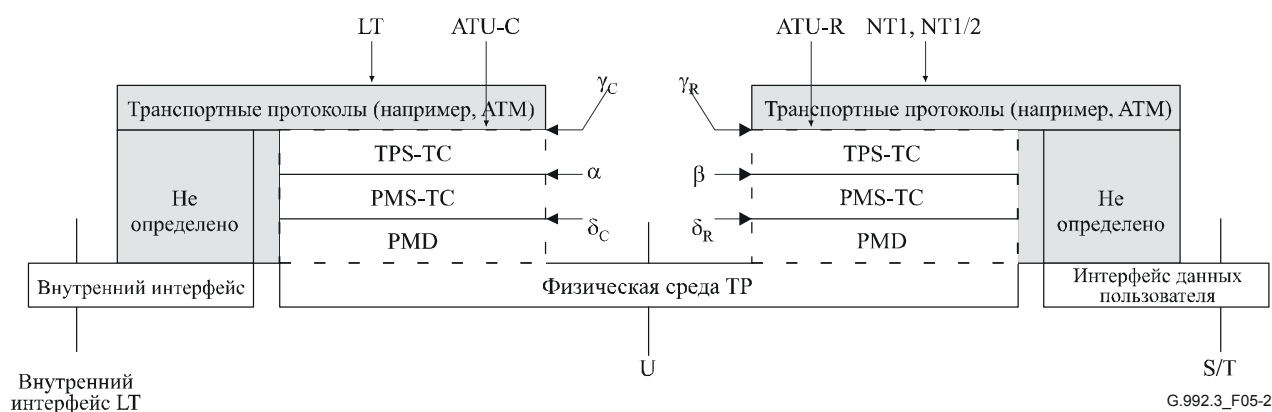 LT
ATU-C
ATU-R
NT1, NT1/2
γC
γR
Транспортные протоколы (например, ATM)
Транспортные протоколы (например, ATM)
TPS-TC
TPS-TC
α
β
Не
определено
PMS-TC
PMS-TC
Не
определено
δC
δR
PMD
PMD
Внутренний интерфейс
Физическая среда TP
Интерфейс данных
пользователя
U
S/T
Внутренний
интерфейс LT
G.992.3_F05-2